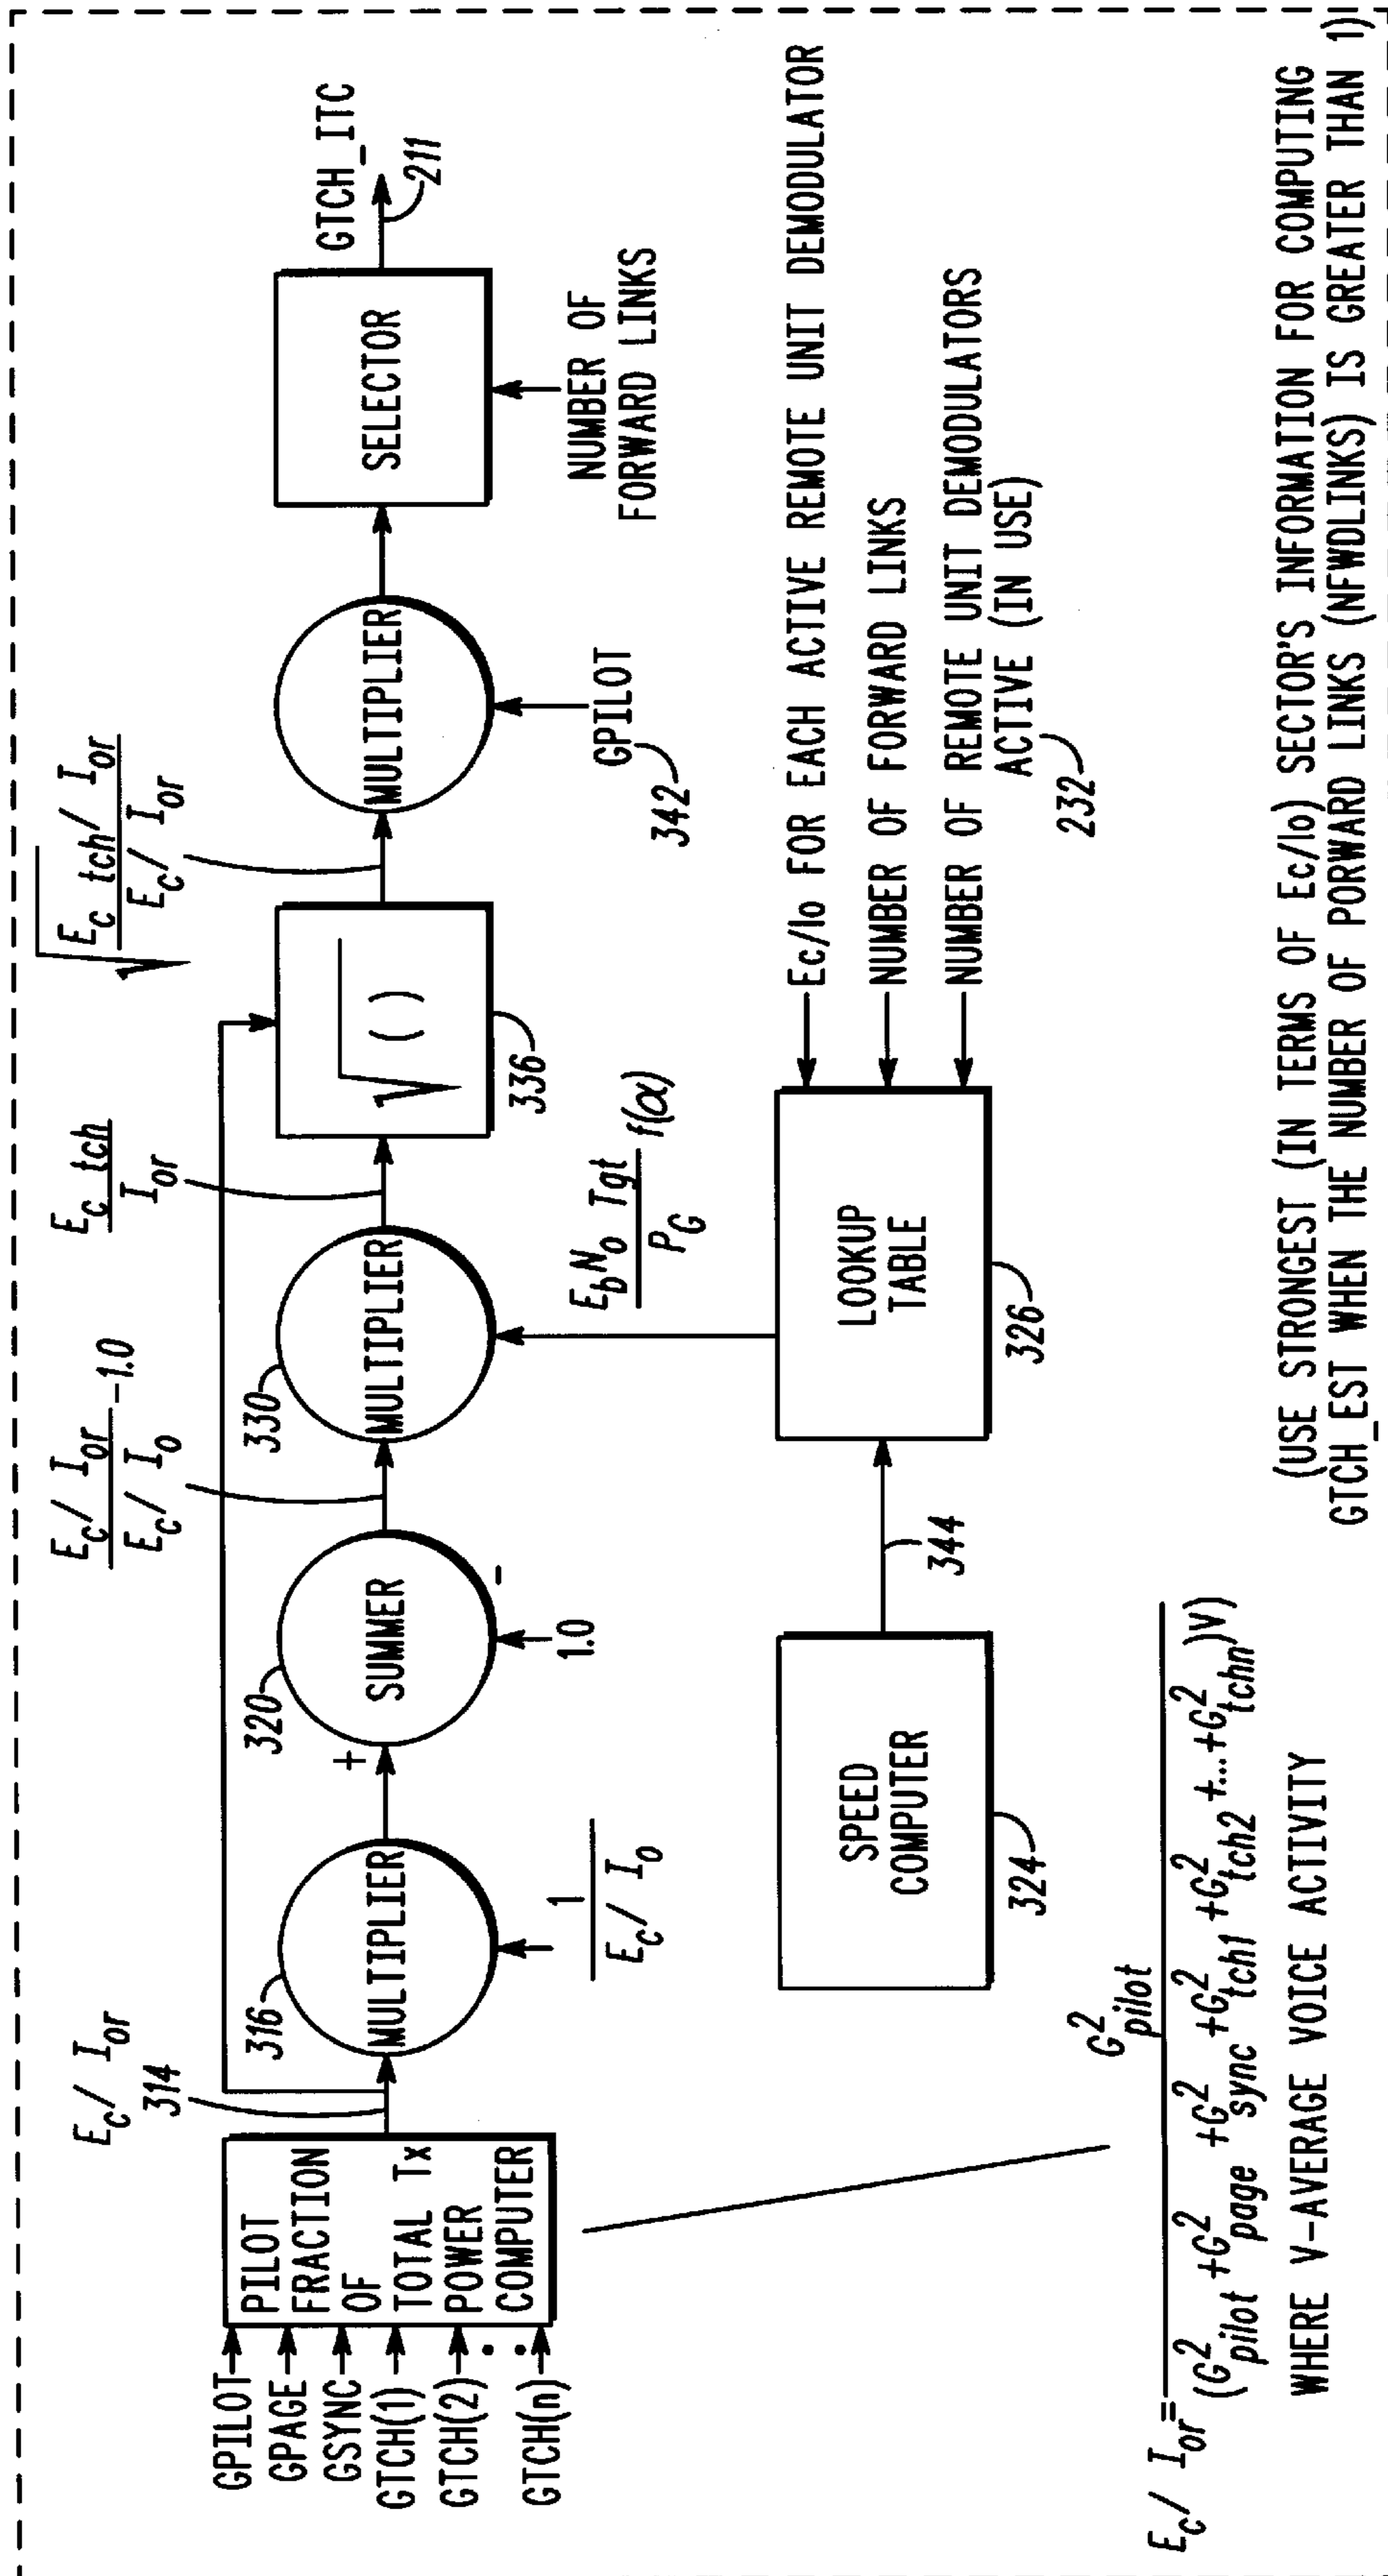 GPILOT
GPAGE
GSYNC
GTCH(1)
GTCH(2)
GTCH(n)
PILOT
FRACTION
OF
TOTAL Tx
POWER
COMPUTER
Ec/ Ior
314
316
MULTIPLIER
1
Ec/ Io
+
320
SUMMER
-
1.0
Ec/ Ior
Ec/ Io
-1.0
330
MULTIPLIER
EbNo Tgt
PG
f(α)
Ec tch
Ior
√( )
336
√
Ec tch/ Ior
Ec/ Ior
MULTIPLIER
GPILOT
342
SELECTOR
NUMBER OF
FORWARD LINKS
GTCH_ITC
211
SPEED
COMPUTER
324
344
LOOKUP
TABLE
326
Ec/Io FOR EACH ACTIVE REMOTE UNIT DEMODULATOR
NUMBER OF FORWARD LINKS
NUMBER OF REMOTE UNIT DEMODULATORS
ACTIVE (IN USE)
232
G²pilot
Ec/ Ior=
(G²pilot +G²page +G²sync +G²tch1 +G²tch2 +...+G²tchn)V)
WHERE V-AVERAGE VOICE ACTIVITY
(USE STRONGEST (IN TERMS OF Ec/Io) SECTOR'S INFORMATION FOR COMPUTING
GTCH_EST WHEN THE NUMBER OF PORWARD LINKS (NFWDLINKS) IS GREATER THAN 1)